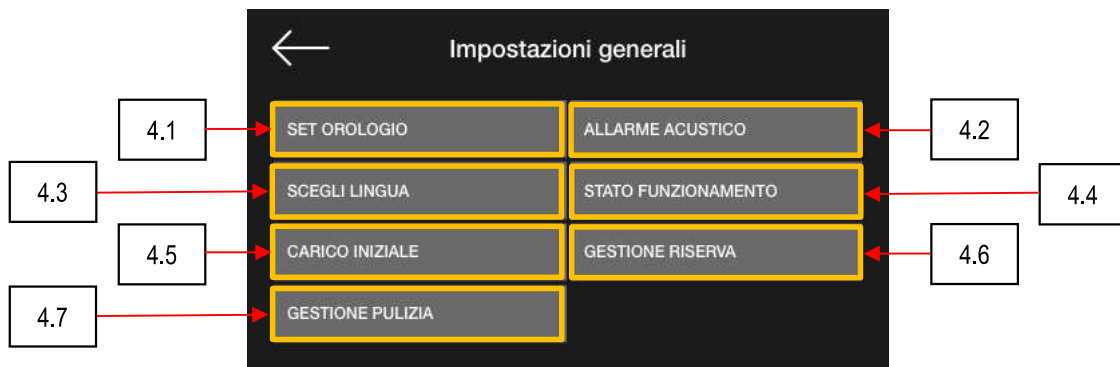 Impostazioni generali
4.1
SET OROLOGIO
ALLARME ACUSTICO
4.2
4.3
SCEGLI LINGUA
STATO FUNZIONAMENTO
4.4
4.5
CARICO INIZIALE
GESTIONE RISERVA
4.6
4.7
GESTIONE PULIZIA